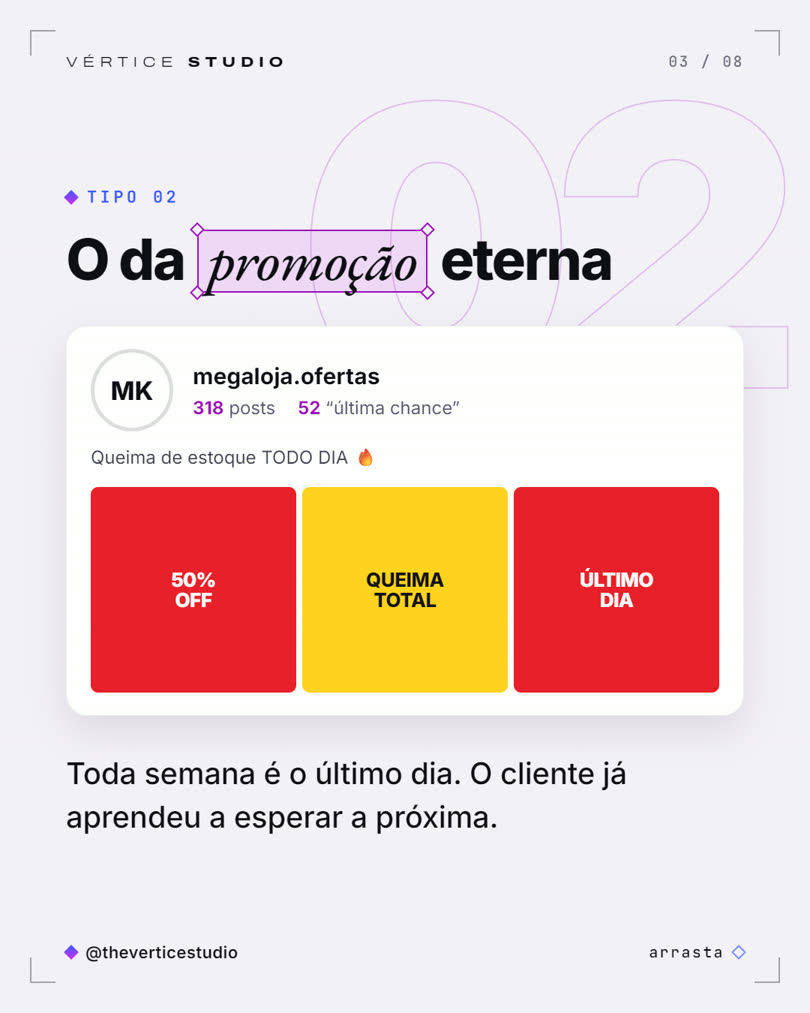 VÉRTICE STUDIO
03 / 08
02
TIPO 02
O da promoção eterna
MK
megaloja.ofertas
318 posts 52 “última chance”
Queima de estoque TODO DIA 🔥
50%
OFF
QUEIMA
TOTAL
ÚLTIMO
DIA
Toda semana é o último dia. O cliente já
aprendeu a esperar a próxima.
@theverticestudio
arrasta